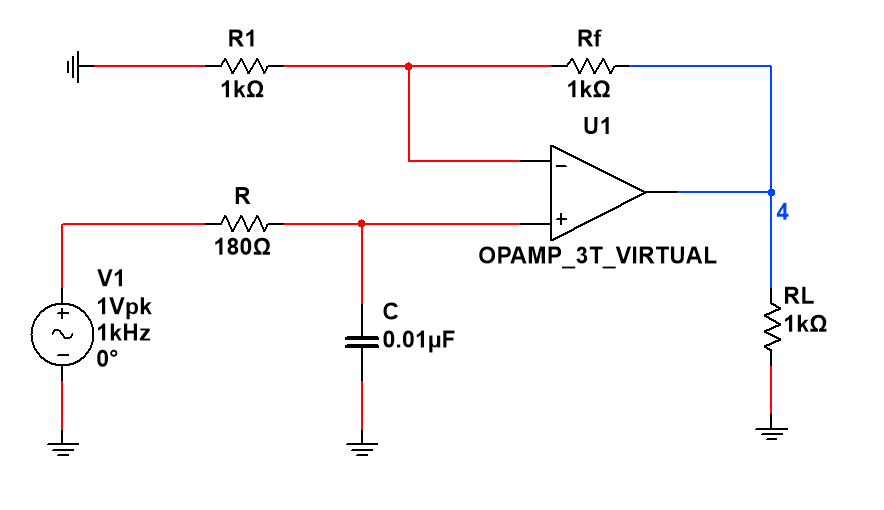 R1
1kΩ
Rf
1kΩ
U1
R
180Ω
OPAMP_3T_VIRTUAL
4
V1
1Vpk
1kHz
0°
C
0.01µF
RL
1kΩ